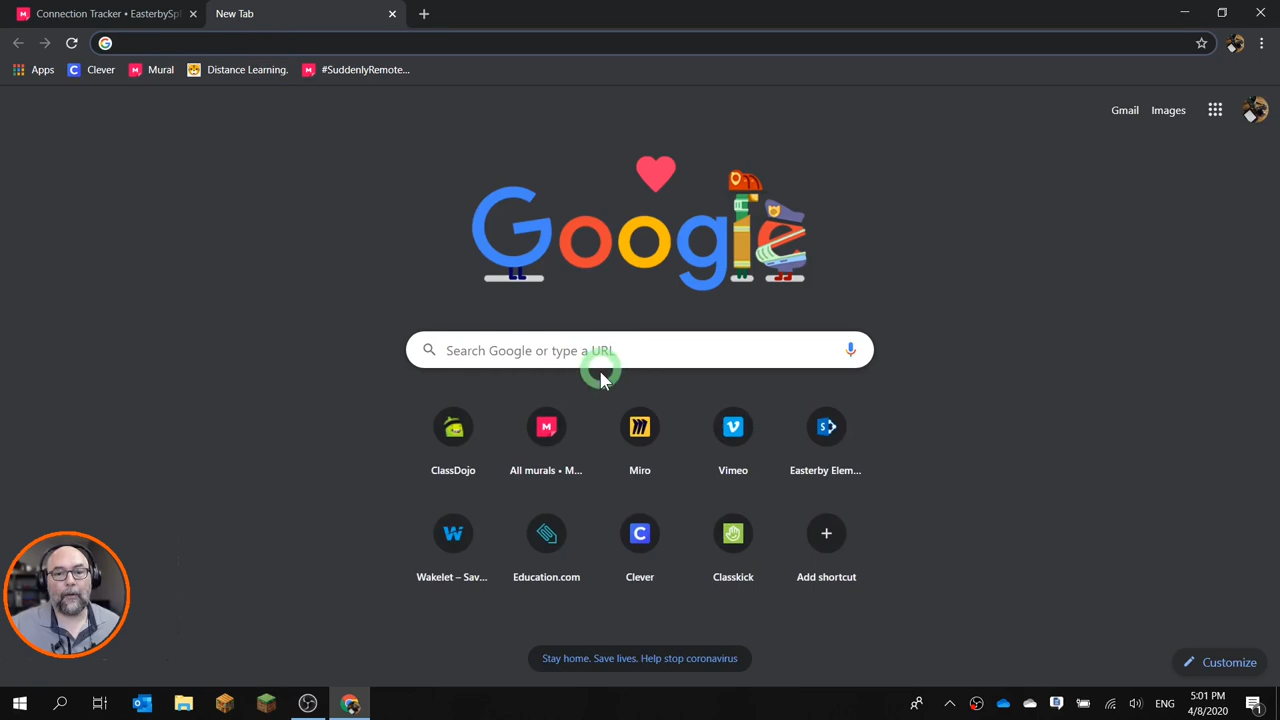 Connection Tracker • EasterbySpl
New Tab
Apps
Clever
Mural
Distance Learning.
#SuddenlyRemote...
Gmail
Images
Google
Search Google or type a URL
ClassDojo
All murals • M...
Miro
Vimeo
Easterby Elem...
Wakelet – Sav...
Education.com
Clever
Classkick
Add shortcut
Stay home. Save lives. Help stop coronavirus
Customize
ENG
5:01 PM
4/8/2020